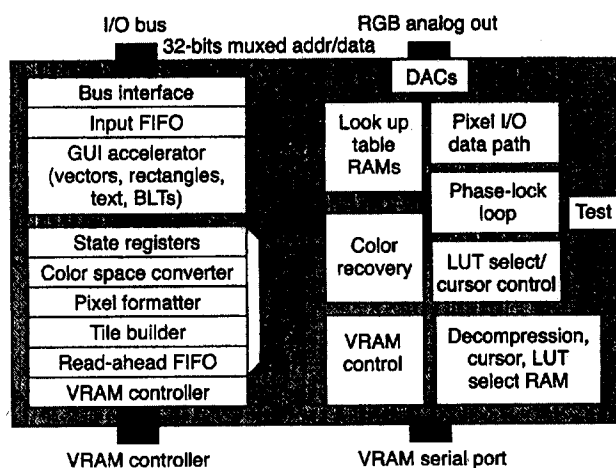 I/O bus
32-bits muxed addr/data
RGB analog out
DACs
Bus interface
Input FIFO
GUI accelerator
(vectors, rectangles,
text, BLTs)
State registers
Color space converter
Pixel formatter
Tile builder
Read-ahead FIFO
VRAM controller
Look up
table
RAMs
Pixel I/O
data path
Phase-lock
loop
Test
Color
recovery
LUT select/
cursor control
VRAM
control
Decompression,
cursor, LUT
select RAM
VRAM controller
VRAM serial port